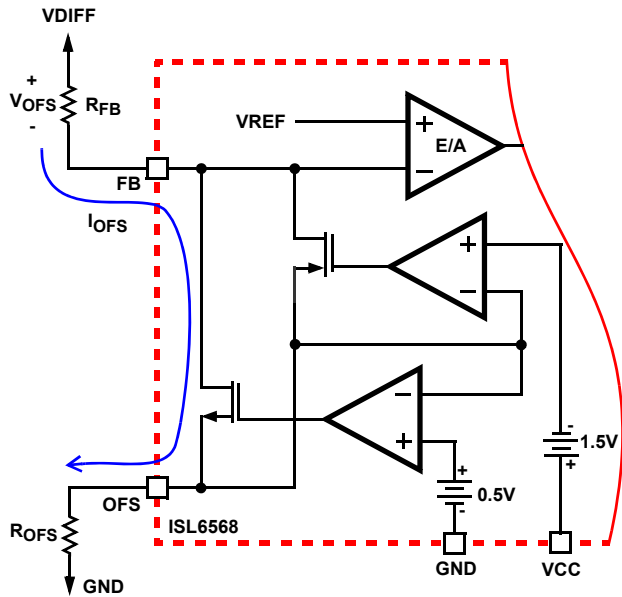 VDIFF
+
VOFS
-
RFB
VREF
+
E/A
−
FB
IOFS
+
−
−
+
-
1.5V
+
+
0.5V
-
OFS
ISL6568
ROFS
GND
GND
VCC